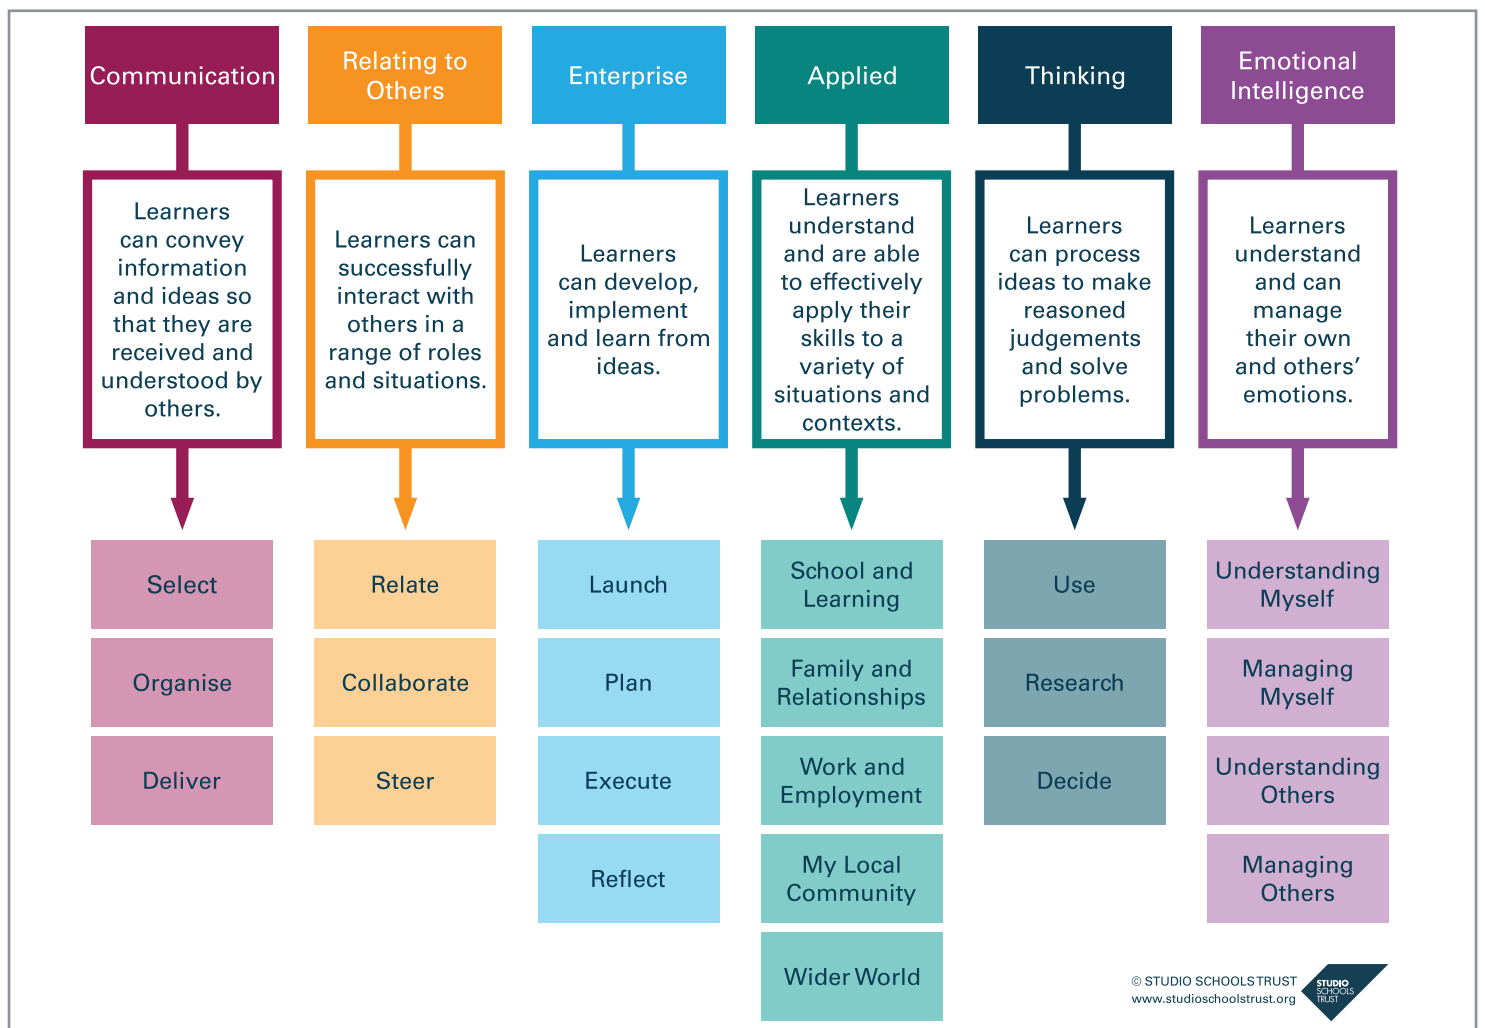 Communication
Relating to
Others
Enterprise
Applied
Thinking
Emotional
Intelligence
Learners
can convey
information
and ideas so
that they are
received and
understood by
others.
Learners can
successfully
interact with
others in a
range of roles
and situations.
Learners
can develop,
implement
and learn from
ideas.
Learners
understand
and are able
to effectively
apply their
skills to a
variety of
situations and
contexts.
Learners
can process
ideas to make
reasoned
judgements
and solve
problems.
Learners
understand
and can
manage
their own
and others’
emotions.
Select
Organise
Deliver
Relate
Collaborate
Steer
Launch
Plan
Execute
Reflect
School and
Learning
Family and
Relationships
Work and
Employment
My Local
Community
Wider World
Use
Research
Decide
Understanding
Myself
Managing
Myself
Understanding
Others
Managing
Others
© STUDIO SCHOOLS TRUST
www.studioschoolstrust.org
STUDIO
SCHOOLS
TRUST